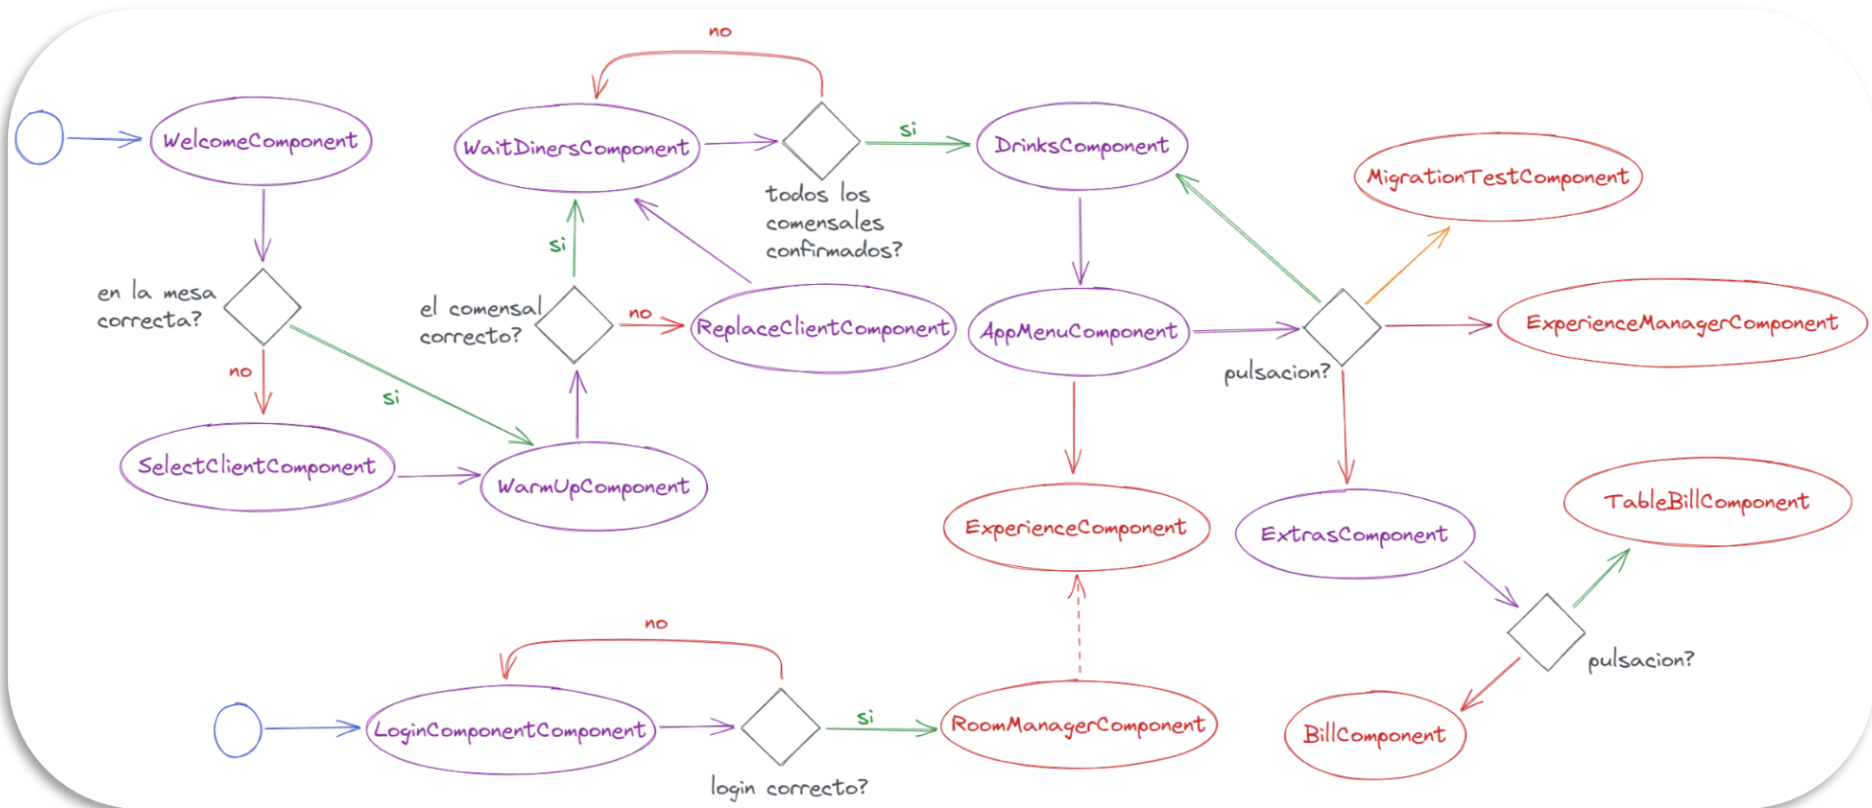 no
WelcomeComponent
WaitDinersComponent
si
DrinksComponent
MigrationTestComponent
todos los
comensales
confirmados?
si
en la mesa
correcta?
el comensal
correcto?
no
ReplaceClientComponent
AppMenuComponent
pulsacion?
ExperienceManagerComponent
no
si
SelectClientComponent
WarmUpComponent
ExperienceComponent
ExtrasComponent
TableBillComponent
pulsacion?
no
LoginComponentComponent
si
RoomManagerComponent
BillComponent
login correcto?